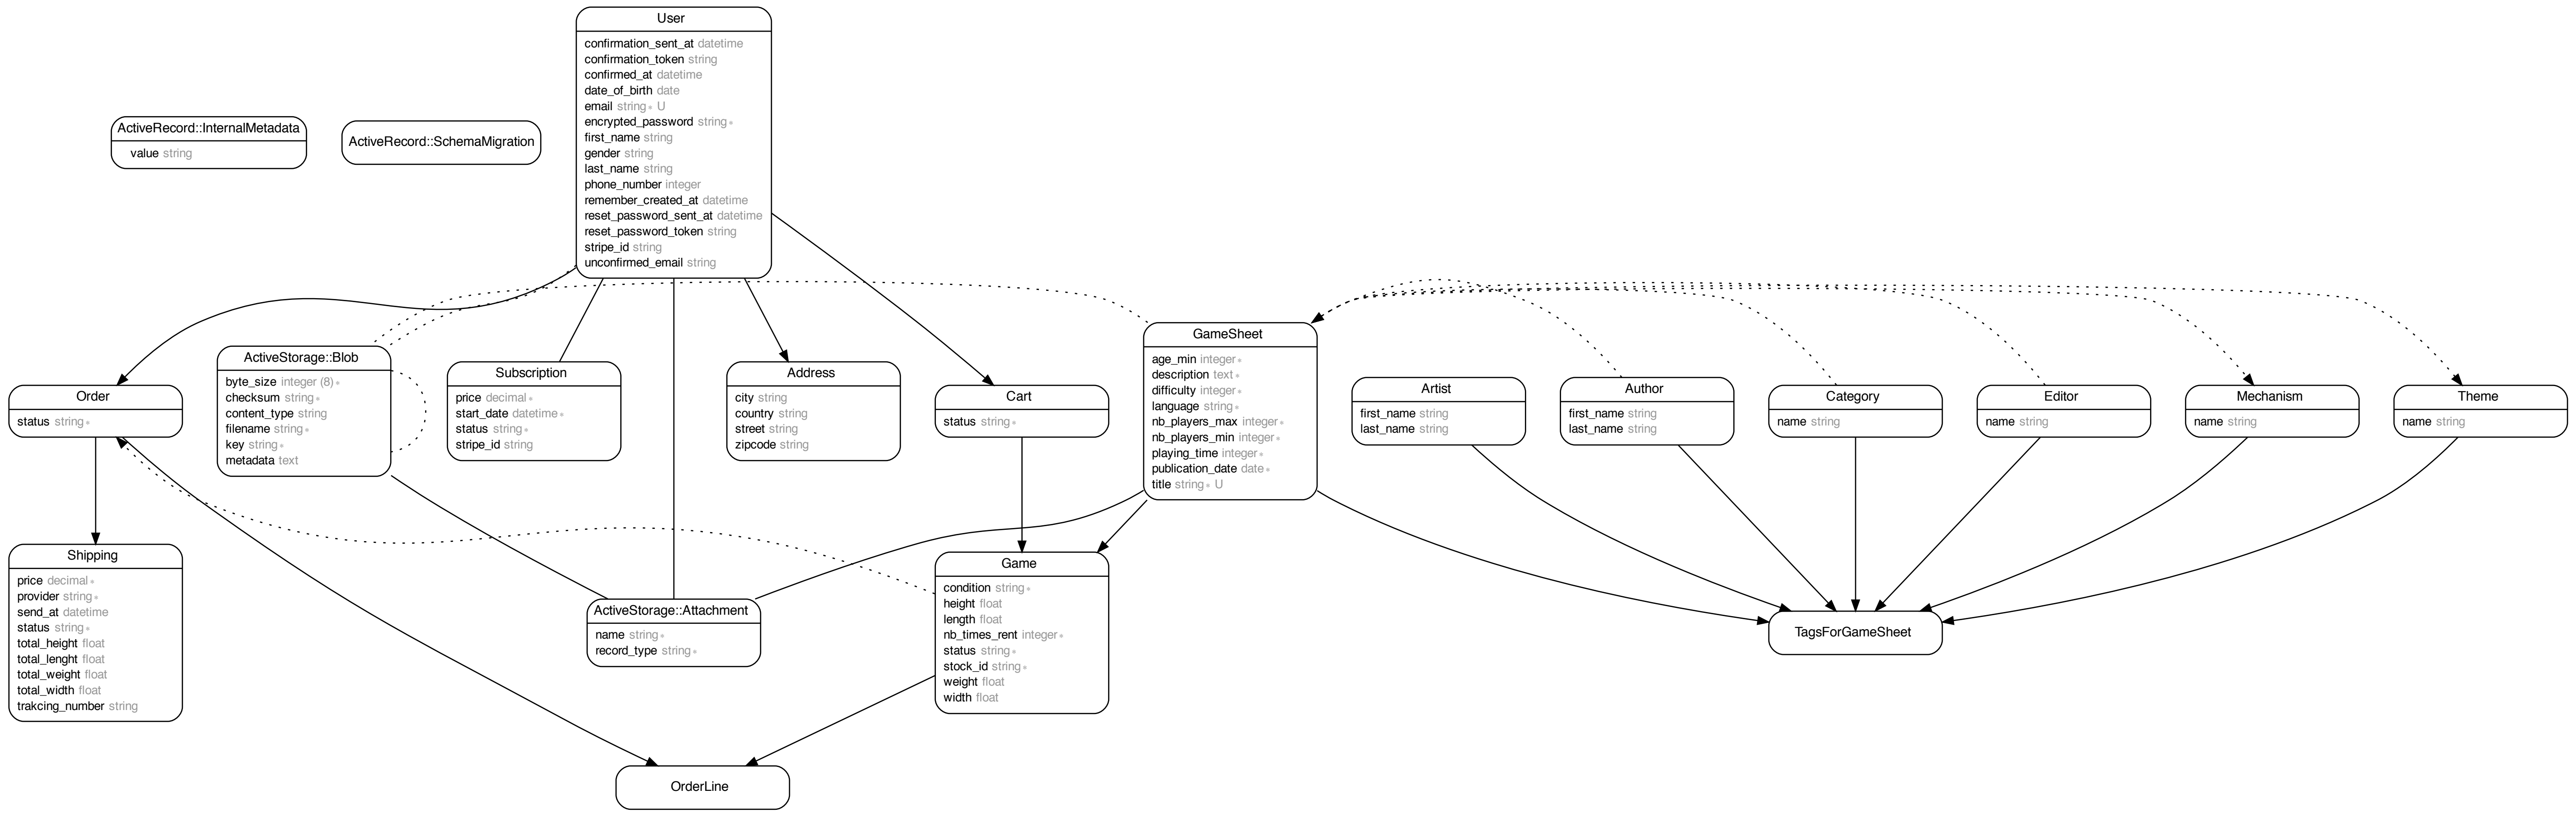 User
confirmation_sent_at datetime
confirmation_token string
confirmed_at datetime
date_of_birth date
email string∗ U
encrypted_password string∗
first_name string
gender string
last_name string
phone_number integer
remember_created_at datetime
reset_password_sent_at datetime
reset_password_token string
stripe_id string
unconfirmed_email string
ActiveRecord::InternalMetadata
value string
ActiveRecord::SchemaMigration
GameSheet
age_min integer∗
description text∗
difficulty integer∗
language string∗
nb_players_max integer∗
nb_players_min integer∗
playing_time integer∗
publication_date date∗
title string∗ U
Order
status string∗
ActiveStorage::Blob
byte_size integer (8)∗
checksum string∗
content_type string
filename string∗
key string∗
metadata text
Subscription
price decimal∗
start_date datetime∗
status string∗
stripe_id string
Address
city string
country string
street string
zipcode string
Cart
status string∗
Artist
first_name string
last_name string
Author
first_name string
last_name string
Category
name string
Editor
name string
Mechanism
name string
Theme
name string
Shipping
price decimal∗
provider string∗
send_at datetime
status string∗
total_height float
total_lenght float
total_weight float
total_width float
trakcing_number string
ActiveStorage::Attachment
name string∗
record_type string∗
Game
condition string∗
height float
length float
nb_times_rent integer∗
status string∗
stock_id string∗
weight float
width float
TagsForGameSheet
OrderLine